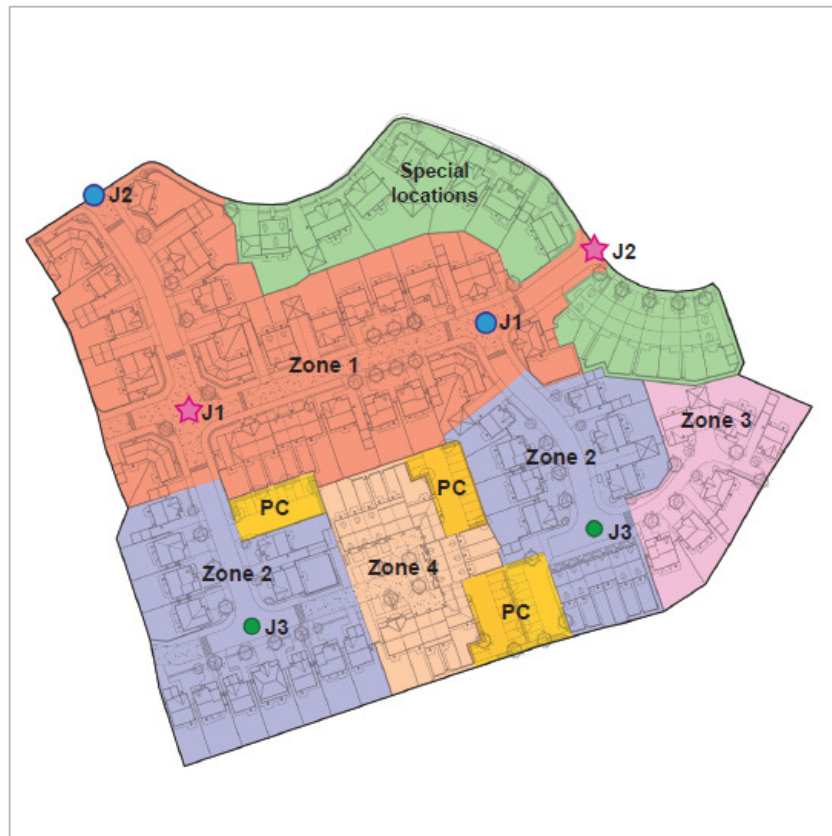 Special
locations
J2
J2
J1
Zone 1
J1
Zone 3
Zone 2
PC
PC
J3
Zone 2
Zone 4
PC
J3